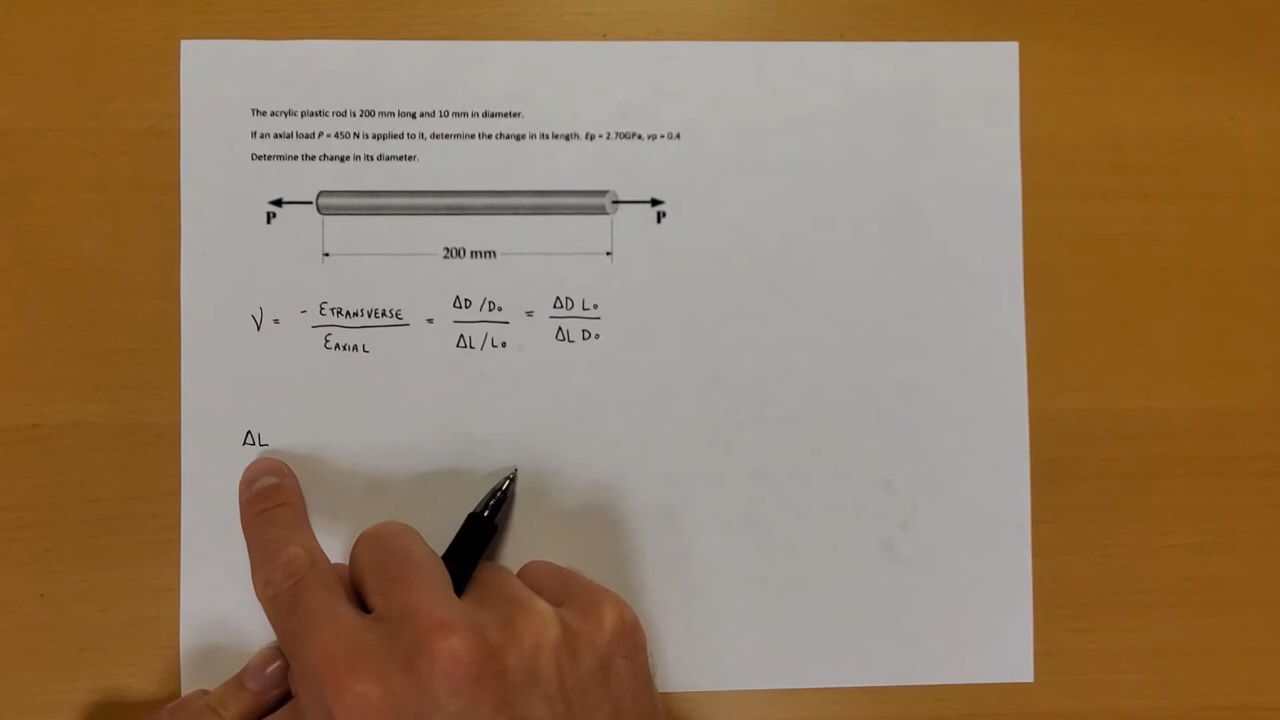 The acrylic plastic rod is 200 mm long and 10 mm in diameter.
If an axial load P = 450 N is applied to it, determine the change in its length. Ep = 2.70GPa, νp = 0.4
Determine the change in its diameter.
P P
200 mm
ν = - ε TRANSVERSE / ε AXIAL = ΔD / D₀ / ΔL / L₀ = ΔD L₀ / ΔL D₀
ΔL